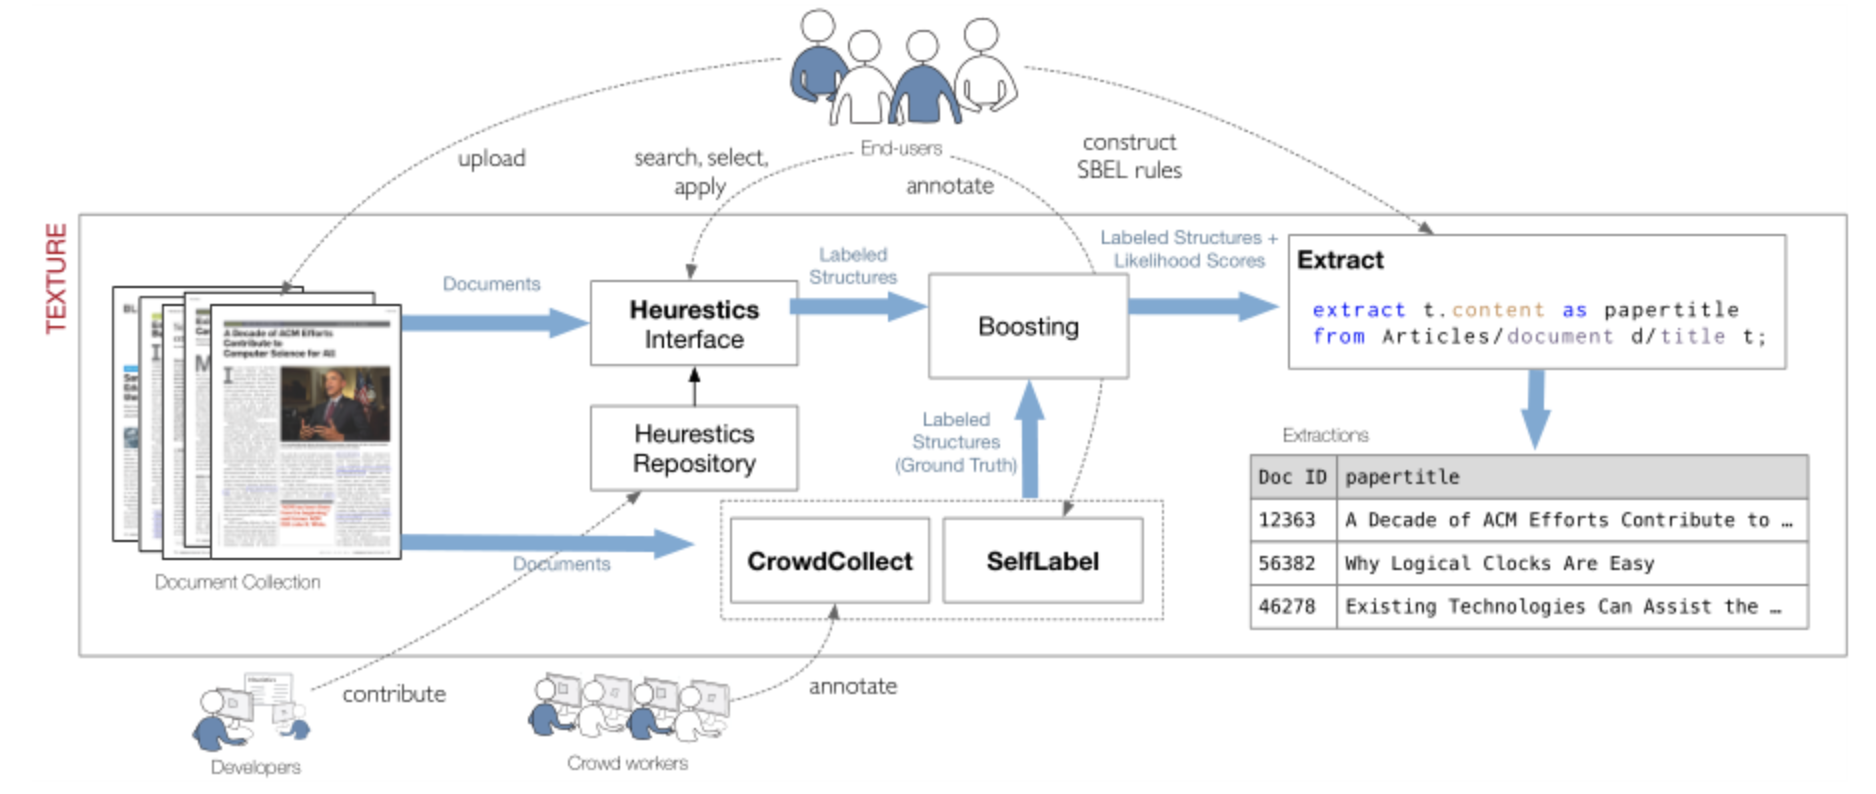 End-users
upload
search, select,
apply
annotate
construct
SBEL rules
TEXTURE
Documents
Heurestics
Interface
Labeled
Structures
Boosting
Labeled Structures +
Likelihood Scores
Extract
extract t.content as papertitle
from Articles/document d/title t;
A Decade of ACM Efforts
Contribute to
Computer Science for All
Document Collection
Heurestics
Repository
Labeled
Structures
(Ground Truth)
Documents
CrowdCollect
SelfLabel
Extractions
Doc ID papertitle
12363 A Decade of ACM Efforts Contribute to …
56382 Why Logical Clocks Are Easy
46278 Existing Technologies Can Assist the …
contribute
annotate
Developers
Crowd workers